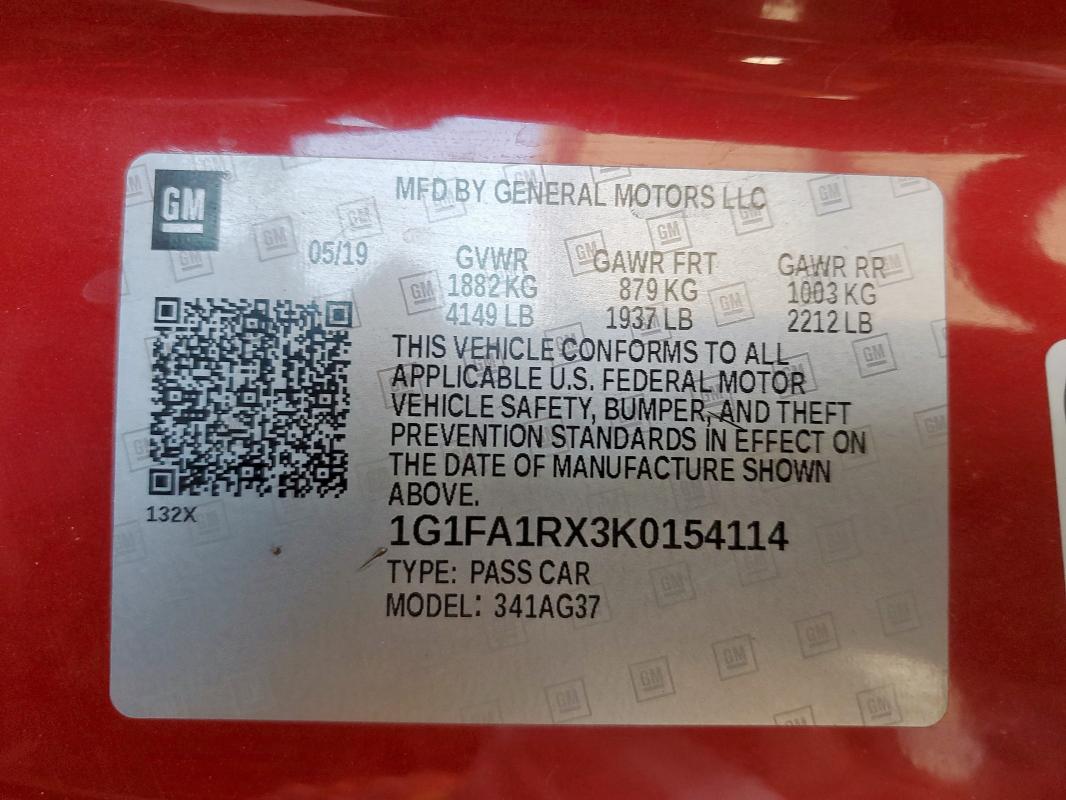 GM
MFD BY GENERAL MOTORS LLC
05/19
GVWR GAWR FRT GAWR RR
1882 KG 879 KG 1003 KG
4149 LB 1937 LB 2212 LB
THIS VEHICLE CONFORMS TO ALL
APPLICABLE U.S. FEDERAL MOTOR
VEHICLE SAFETY, BUMPER, AND THEFT
PREVENTION STANDARDS IN EFFECT ON
THE DATE OF MANUFACTURE SHOWN
ABOVE.
132X
1G1FA1RX3K0154114
TYPE: PASS CAR
MODEL: 341AG37